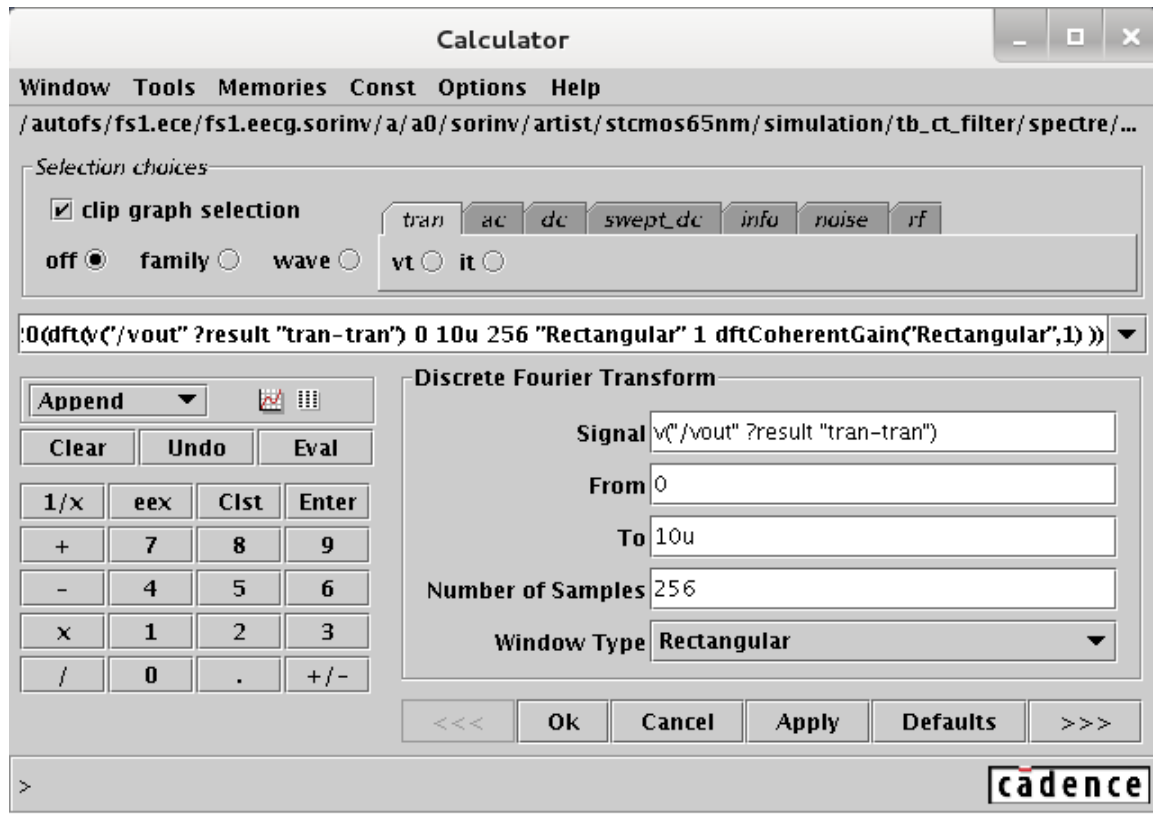 Calculator
Window Tools Memories Const Options Help
/autofs/fs1.ece/fs1.eecg.sorinv/a/a0/sorinv/artist/stcmos65nm/simulation/tb_ct_filter/spectre/...
Selection choices
clip graph selection
tran ac dc swept_dc info noise rf
off family wave vt it
:0(dft(v("/vout" ?result "tran-tran") 0 10u 256 "Rectangular" 1 dftCoherentGain("Rectangular",1) ))
Append
Clear Undo Eval
1/x eex Clst Enter
+ 7 8 9
- 4 5 6
x 1 2 3
/ 0 . +/-
Discrete Fourier Transform
Signal v("/vout" ?result "tran-tran")
From 0
To 10u
Number of Samples 256
Window Type Rectangular
<<< Ok Cancel Apply Defaults >>>
>
cadence